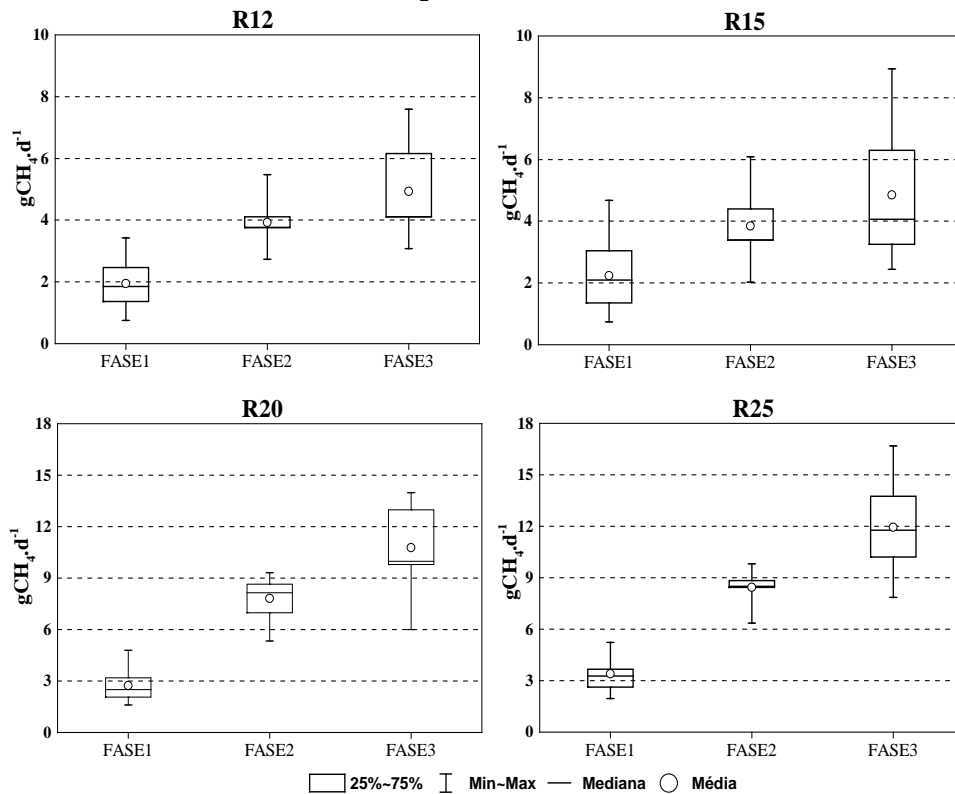 R12
R15
10
8
6
4
2
0
gCH4.d-1
FASE1 FASE2 FASE3
10
8
6
4
2
0
gCH4.d-1
FASE1 FASE2 FASE3
R20
R25
18
15
12
9
6
3
0
gCH4.d-1
FASE1 FASE2 FASE3
18
15
12
9
6
3
0
gCH4.d-1
FASE1 FASE2 FASE3
25%~75% Min~Max Mediana Média